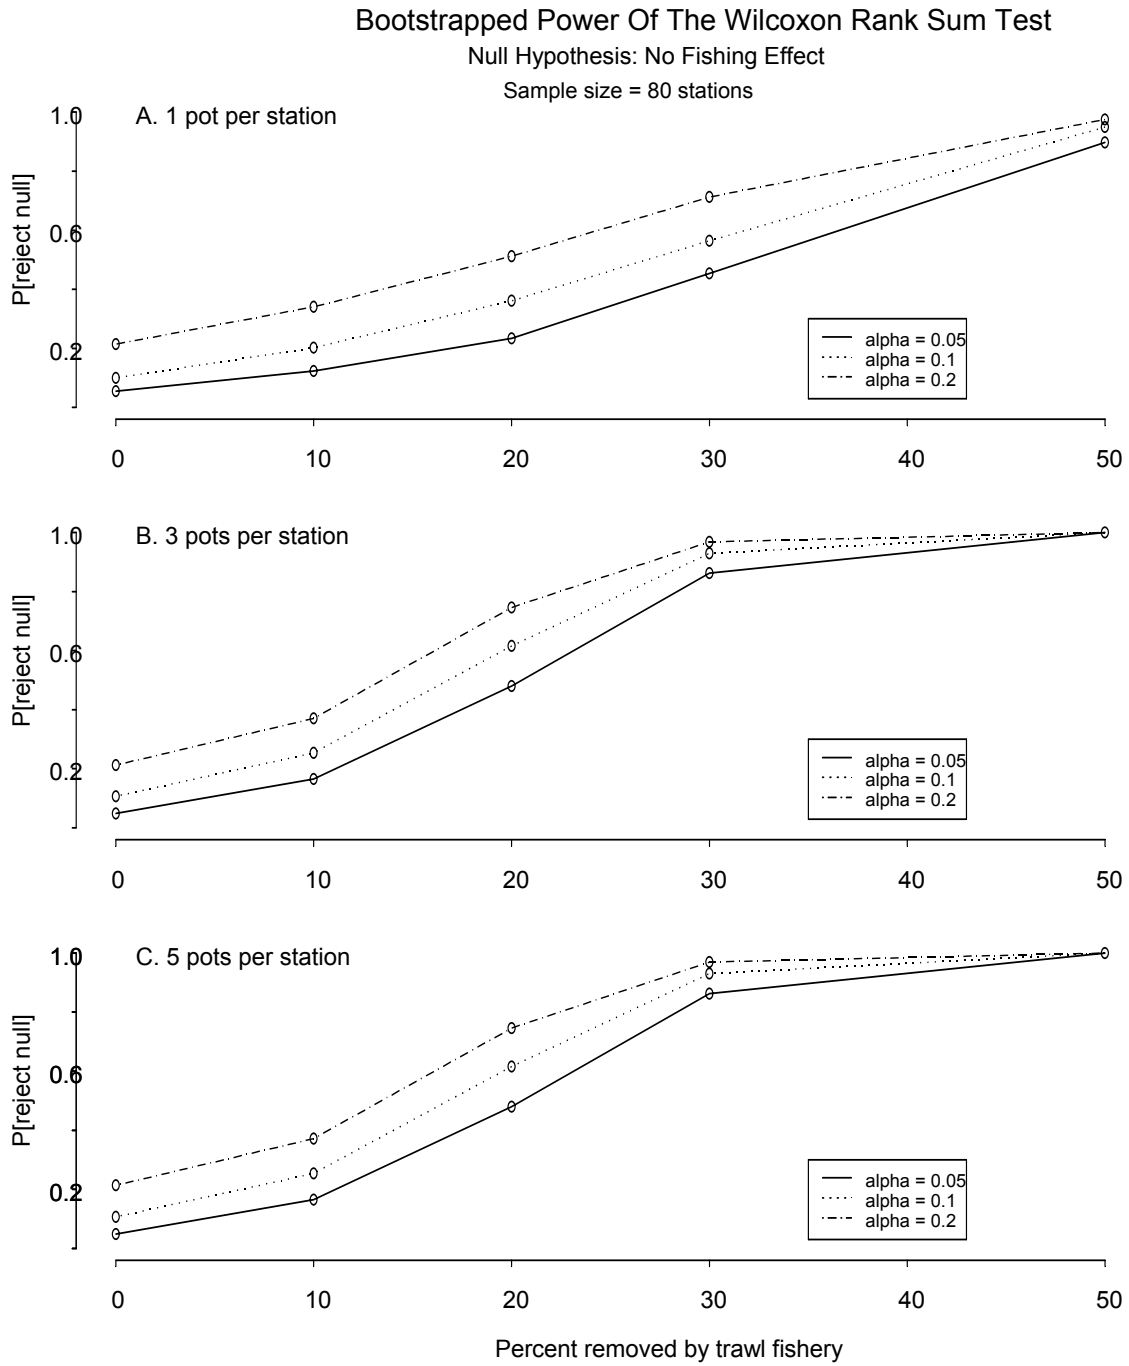 Bootstrapped Power Of The Wilcoxon Rank Sum Test
Null Hypothesis: No Fishing Effect
Sample size = 80 stations
A. 1 pot per station
P[reject null]
1.0
0.6
0.2
alpha = 0.05
alpha = 0.1
alpha = 0.2
0 10 20 30 40 50
B. 3 pots per station
P[reject null]
1.0
0.6
0.2
alpha = 0.05
alpha = 0.1
alpha = 0.2
0 10 20 30 40 50
C. 5 pots per station
P[reject null]
1.0
0.6
0.2
alpha = 0.05
alpha = 0.1
alpha = 0.2
0 10 20 30 40 50
Percent removed by trawl fishery